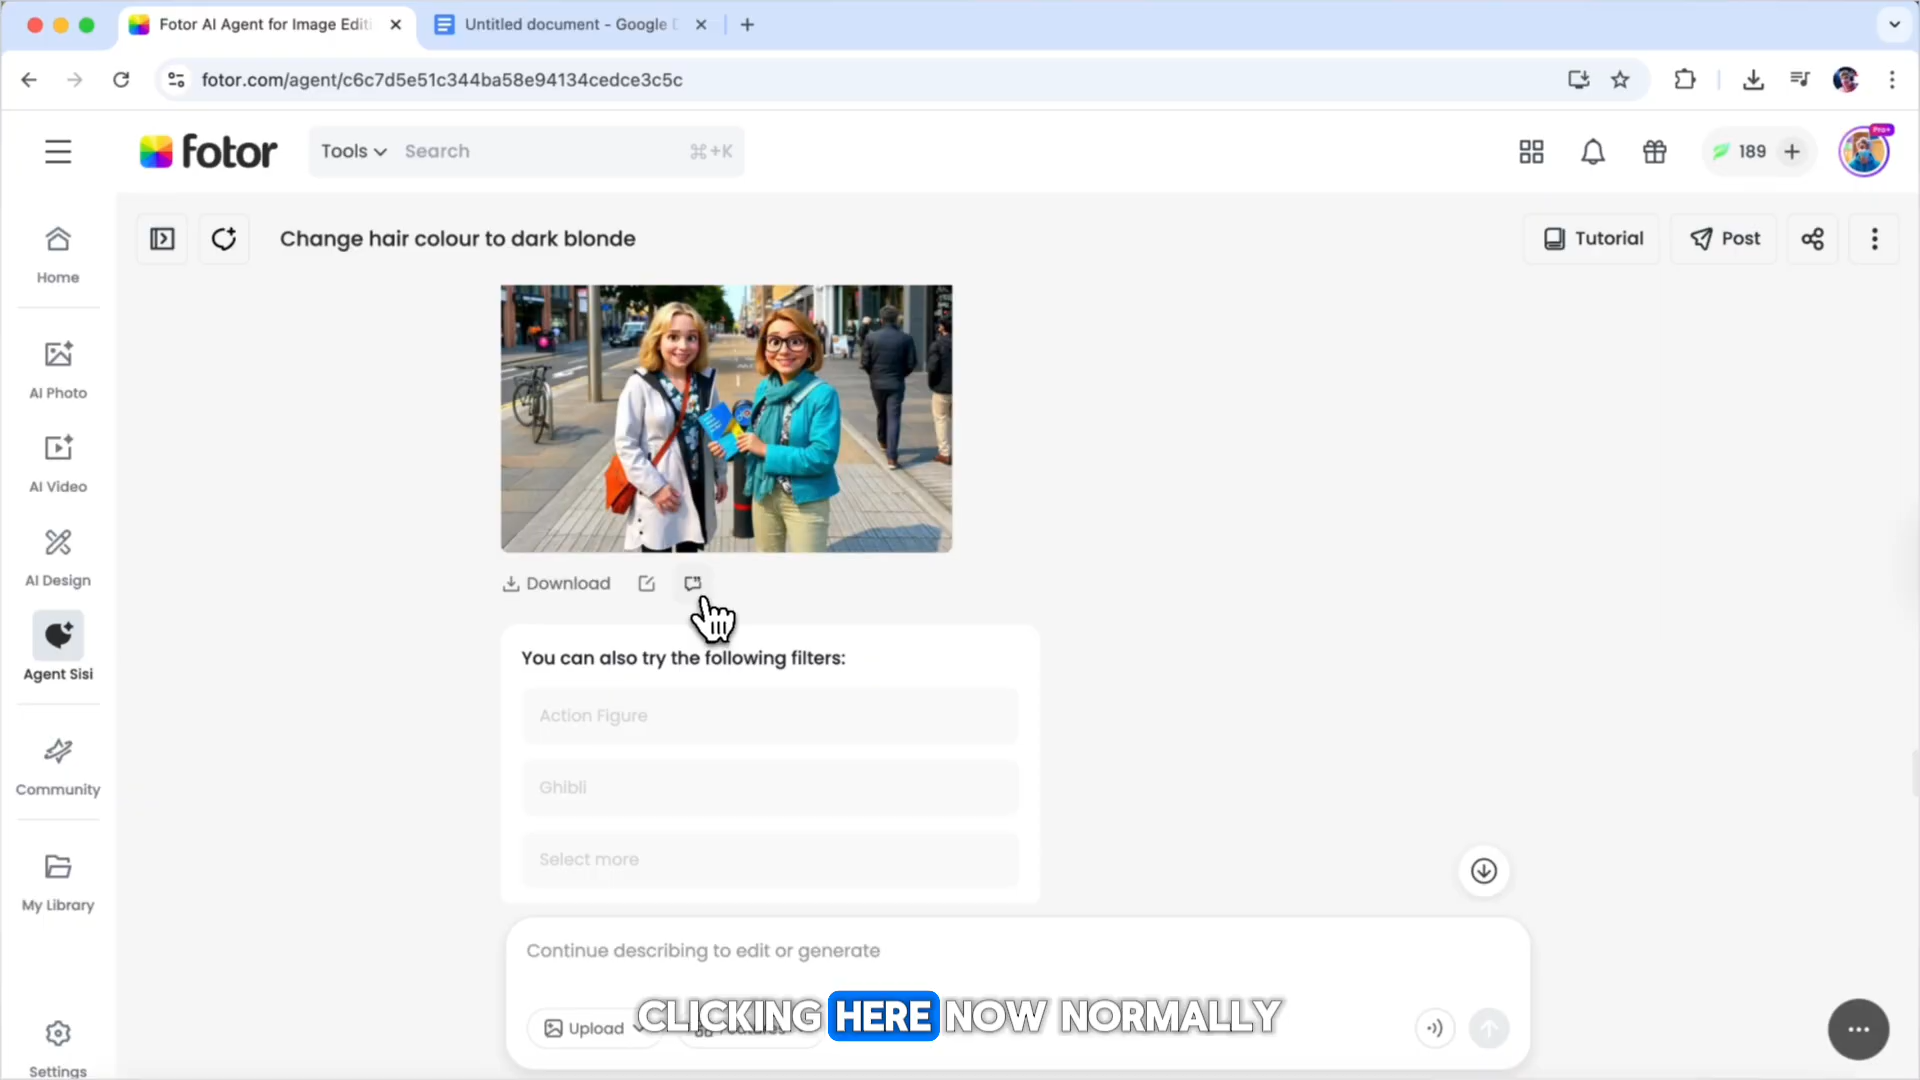 Fotor AI Agent for Image Editi
Untitled document - Google D
fotor.com/agent/c6c7d5e51c344ba58e94134cedce3c5c
fotor
Tools
Search
⌘+K
189
Pro+
Change hair colour to dark blonde
Tutorial
Post
Home
AI Photo
AI Video
AI Design
Agent Sisi
Community
My Library
Settings
Download
You can also try the following filters:
Action Figure
Ghibli
Select more
Continue describing to edit or generate
Upload
CLICKING HERE NOW NORMALLY